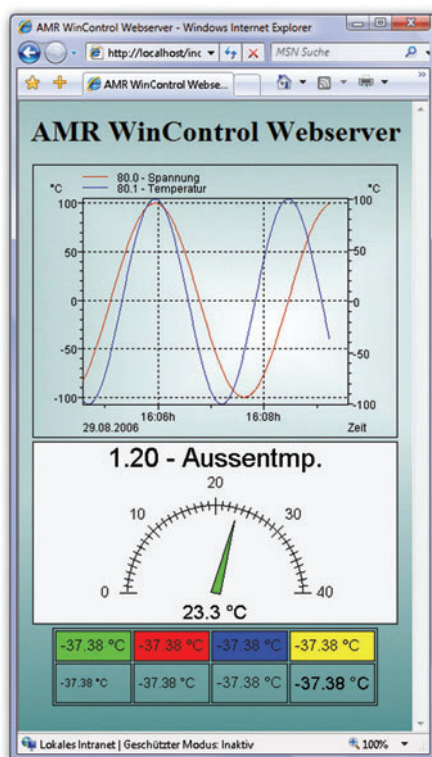 AMR WinControl Webserver - Windows Internet Explorer
http://localhost/inc
MSN Suche
AMR WinControl Webse...
AMR WinControl Webserver
80.0 - Spannung
80.1 - Temperatur
°C °C
100 100
50 50
0 0
-50 -50
-100 -100
16:06h 16:08h
29.08.2006 Zeit
1.20 - Aussentmp.
20
10 30
0 40
23.3 °C
-37.38 °C -37.38 °C -37.38 °C -37.38 °C
-37.38 °C -37.38 °C -37.38 °C -37.38 °C
Lokales Intranet | Geschützter Modus: Inaktiv 100%